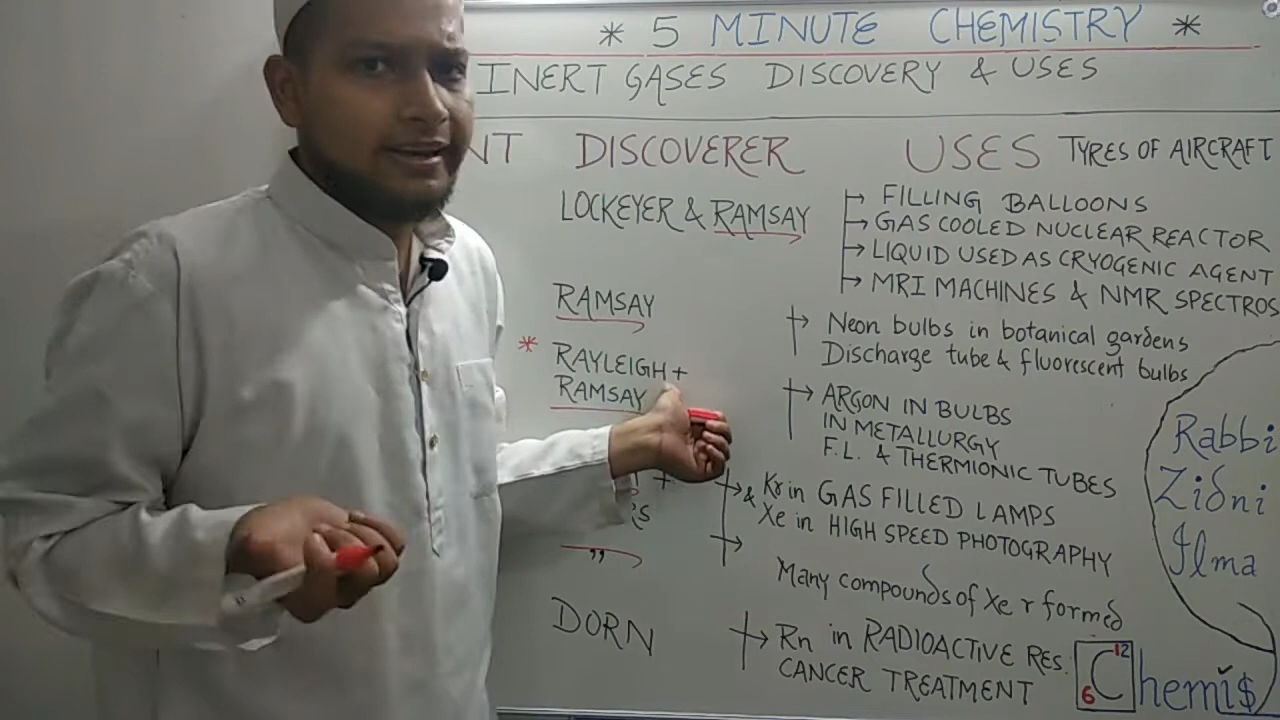 * 5 MINUTE CHEMISTRY *
INERT GASES DISCOVERY & USES
NT DISCOVERER USES TYRES OF AIRCRAFT
LOCKEYER & RAMSAY
FILLING BALLOONS
GAS COOLED NUCLEAR REACTOR
LIQUID USED AS CRYOGENIC AGENT
MRI MACHINES & NMR SPECTROS
RAMSAY
Neon bulbs in botanical gardens
Discharge tube & fluorescent bulbs
* RAYLEIGH +
RAMSAY
ARGON IN BULBS
IN METALLURGY
F.L. & THERMIONIC TUBES
+
RS
Kr in GAS FILLED LAMPS
& Xe in HIGH SPEED PHOTOGRAPHY
"
Many compounds of Xe r formed
DORN
Rn in RADIOACTIVE RES.
CANCER TREATMENT
Rabbi
Zidni
Ilma
12
6 C hemis